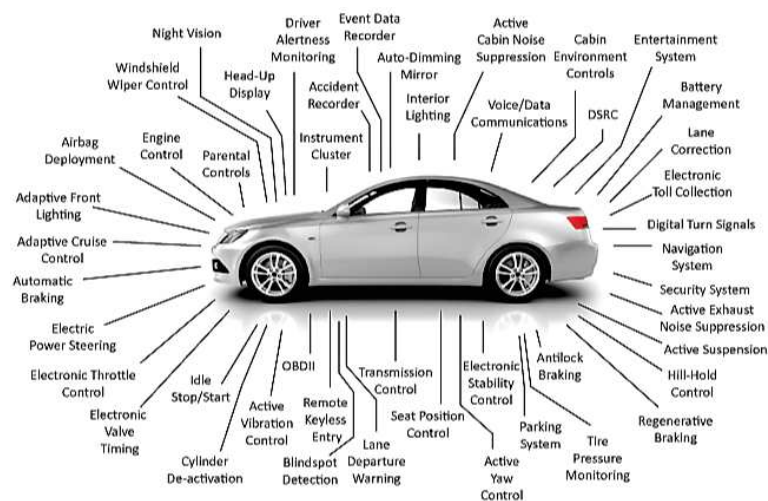 Night Vision
Windshield
Wiper Control
Head-Up
Display
Driver
Alertness
Monitoring
Event Data
Recorder
Accident
Recorder
Auto-Dimming
Mirror
Interior
Lighting
Active
Cabin Noise
Suppression
Voice/Data
Communications
Cabin
Environment
Controls
DSRC
Entertainment
System
Battery
Management
Lane
Correction
Electronic
Toll Collection
Digital Turn Signals
Navigation
System
Security System
Active Exhaust
Noise Suppression
Active Suspension
Hill-Hold
Control
Regenerative
Braking
Airbag
Deployment
Engine
Control
Parental
Controls
Instrument
Cluster
Adaptive Front
Lighting
Adaptive Cruise
Control
Automatic
Braking
Electric
Power Steering
Electronic Throttle
Control
Electronic
Valve
Timing
Idle
Stop/Start
Cylinder
De-activation
Active
Vibration
Control
OBDII
Remote
Keyless
Entry
Blindspot
Detection
Lane
Departure
Warning
Transmission
Control
Seat Position
Control
Electronic
Stability
Control
Active
Yaw
Control
Parking
System
Antilock
Braking
Tire
Pressure
Monitoring